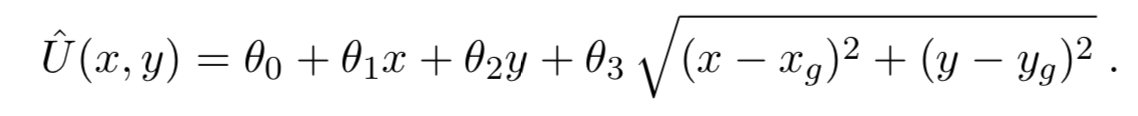 Û(x, y) = θ₀ + θ₁x + θ₂y + θ₃ √((x − x_g)² + (y − y_g)²) .